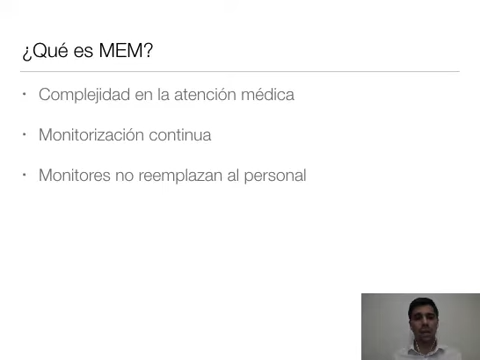 ¿Qué es MEM?
• Complejidad en la atención médica
• Monitorización continua
• Monitores no reemplazan al personal